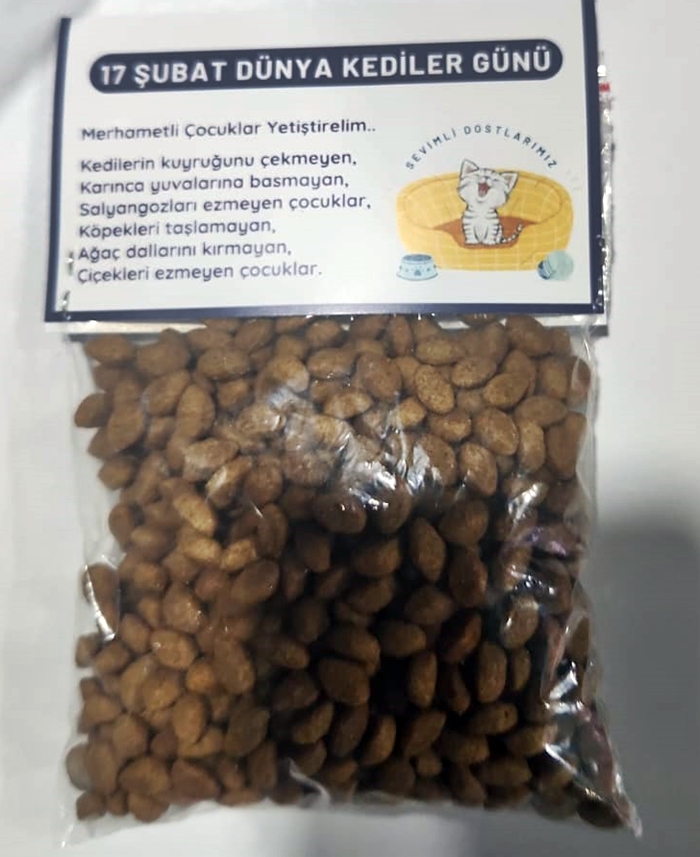 17 ŞUBAT DÜNYA KEDİLER GÜNÜ
Merhametli Çocuklar Yetiştirelim..
Kedilerin kuyruğunu çekmeyen,
Karınca yuvalarına basmayan,
Salyangozları ezmeyen çocuklar,
Köpekleri taşlamayan,
Ağaç dallarını kırmayan,
Çiçekleri ezmeyen çocuklar.
SEVİMLİ DOSTLARIMIZ